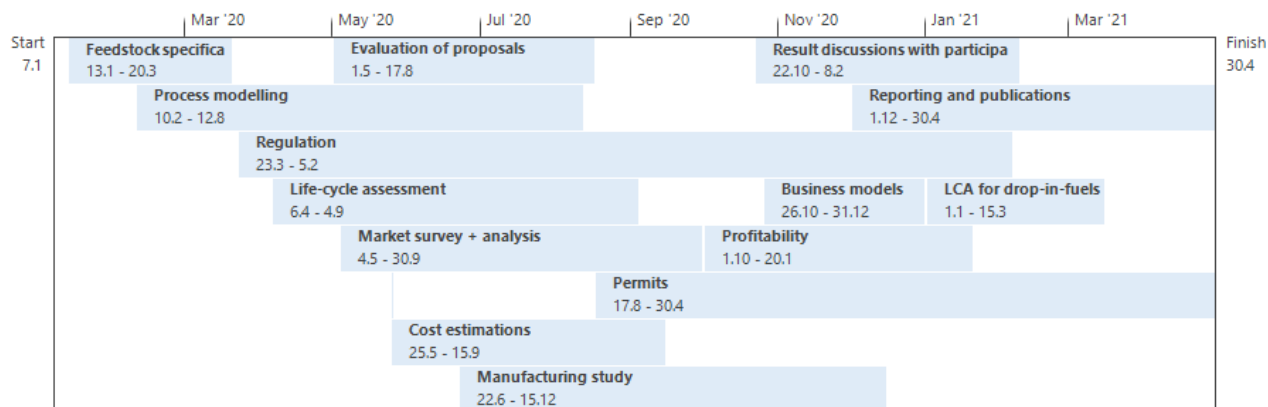 Mar '20 May '20 Jul '20 Sep '20 Nov '20 Jan '21 Mar '21
Start
7.1
Finish
30.4
Feedstock specifica
13.1 - 20.3
Evaluation of proposals
1.5 - 17.8
Result discussions with participa
22.10 - 8.2
Process modelling
10.2 - 12.8
Reporting and publications
1.12 - 30.4
Regulation
23.3 - 5.2
Life-cycle assessment
6.4 - 4.9
Business models
26.10 - 31.12
LCA for drop-in-fuels
1.1 - 15.3
Market survey + analysis
4.5 - 30.9
Profitability
1.10 - 20.1
Permits
17.8 - 30.4
Cost estimations
25.5 - 15.9
Manufacturing study
22.6 - 15.12